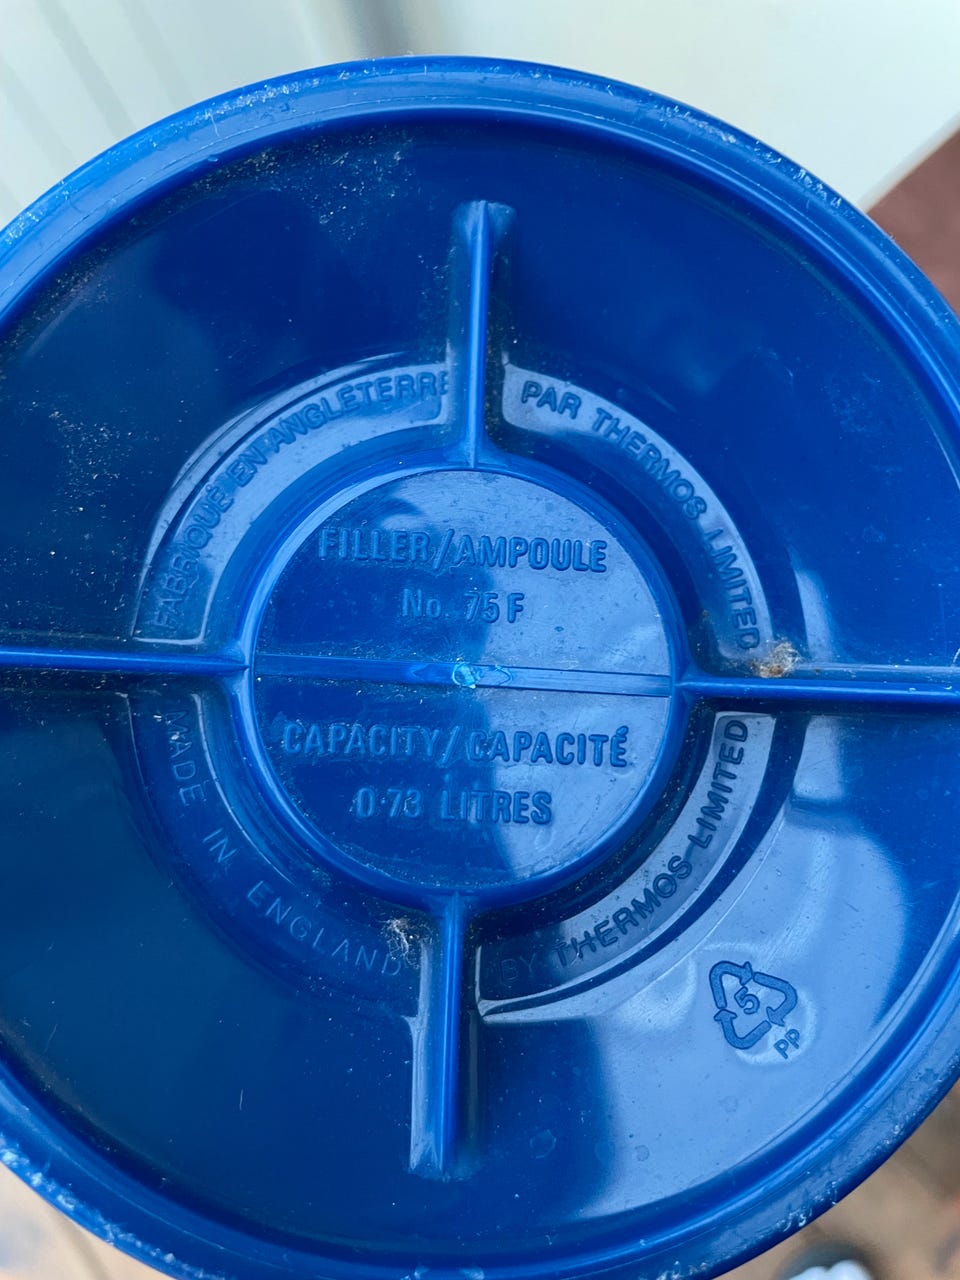 FABRIQUÉ EN ANGLETERRE
PAR THERMOS LIMITED
FILLER/AMPOULE
No. 75F
CAPACITY/CAPACITÉ
0·73 LITRES
MADE IN ENGLAND
BY THERMOS LIMITED
5
PP